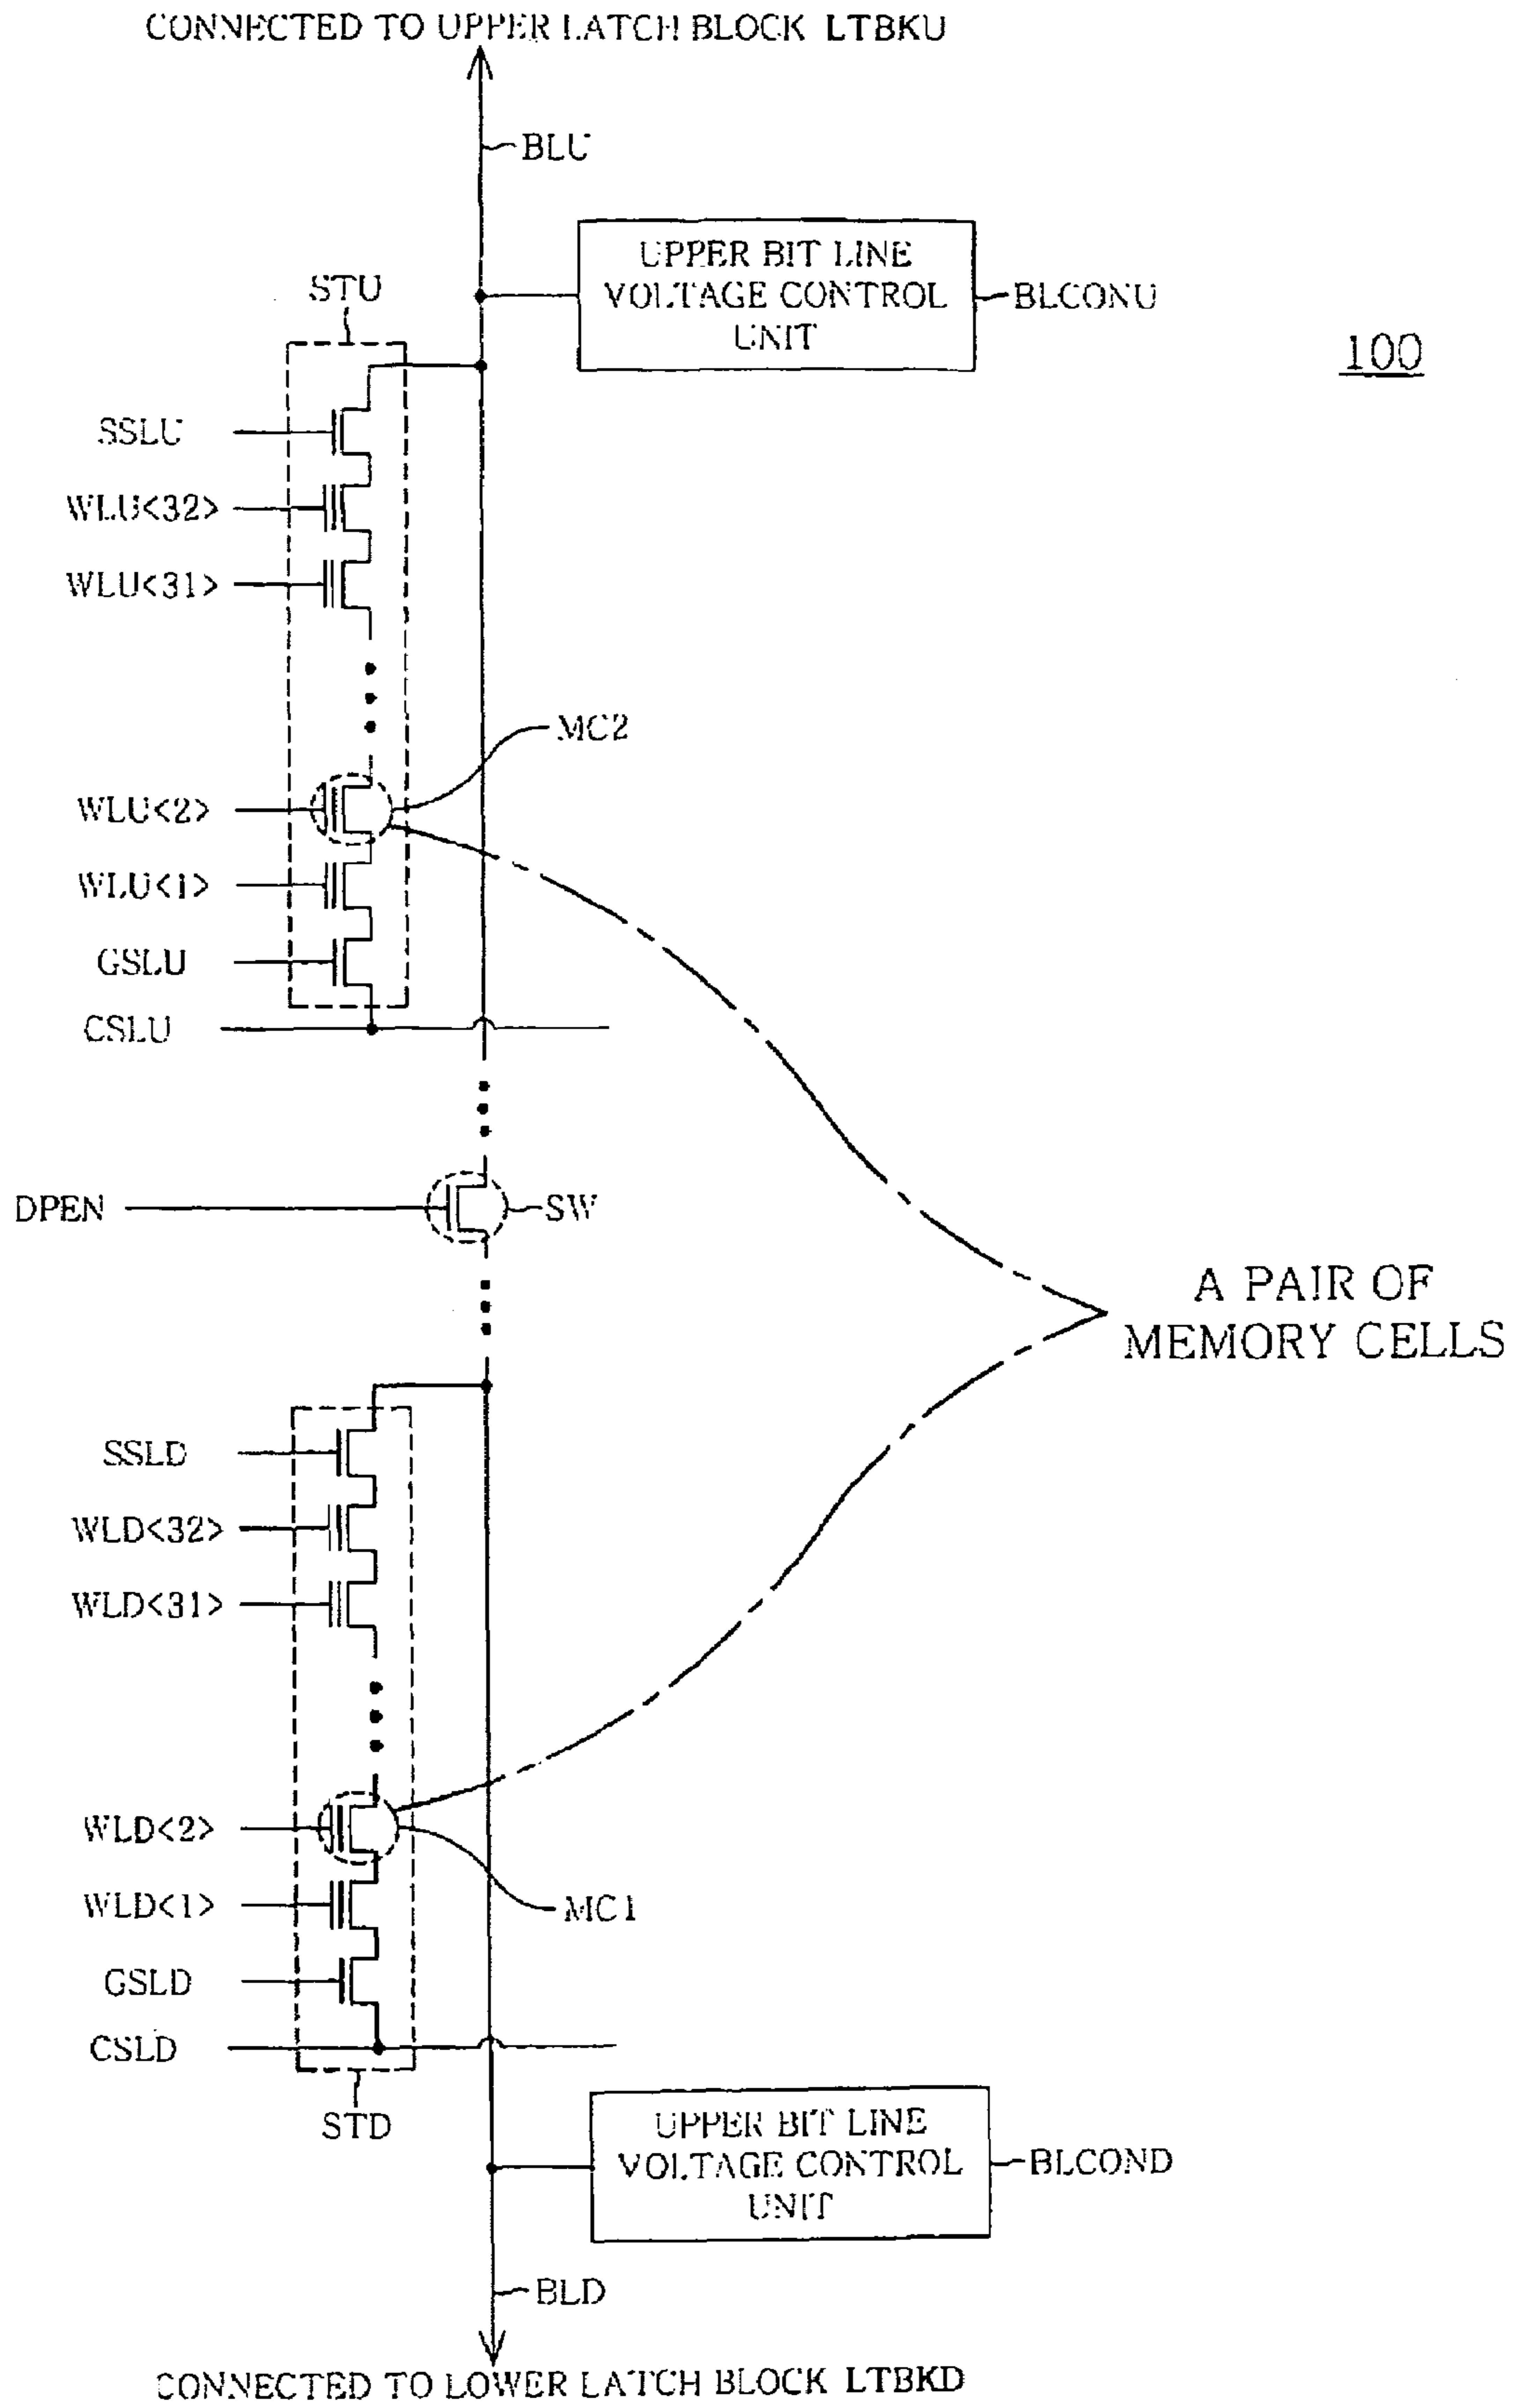 CONNECTED TO UPPER LATCH BLOCK LTBKU
BLU
UPPER BIT LINE
VOLTAGE CONTROL
UNIT
BLCONU
STU
100
SSLU
WLU<32>
WLU<31>
MC2
WLU<2>
WLU<1>
GSLU
CSLU
DPEN
SW
A PAIR OF
MEMORY CELLS
SSLD
WLD<32>
WLD<31>
WLD<2>
WLD<1>
MC1
GSLD
CSLD
STD
UPPER BIT LINE
VOLTAGE CONTROL
UNIT
BLCOND
BLD
CONNECTED TO LOWER LATCH BLOCK LTBKD